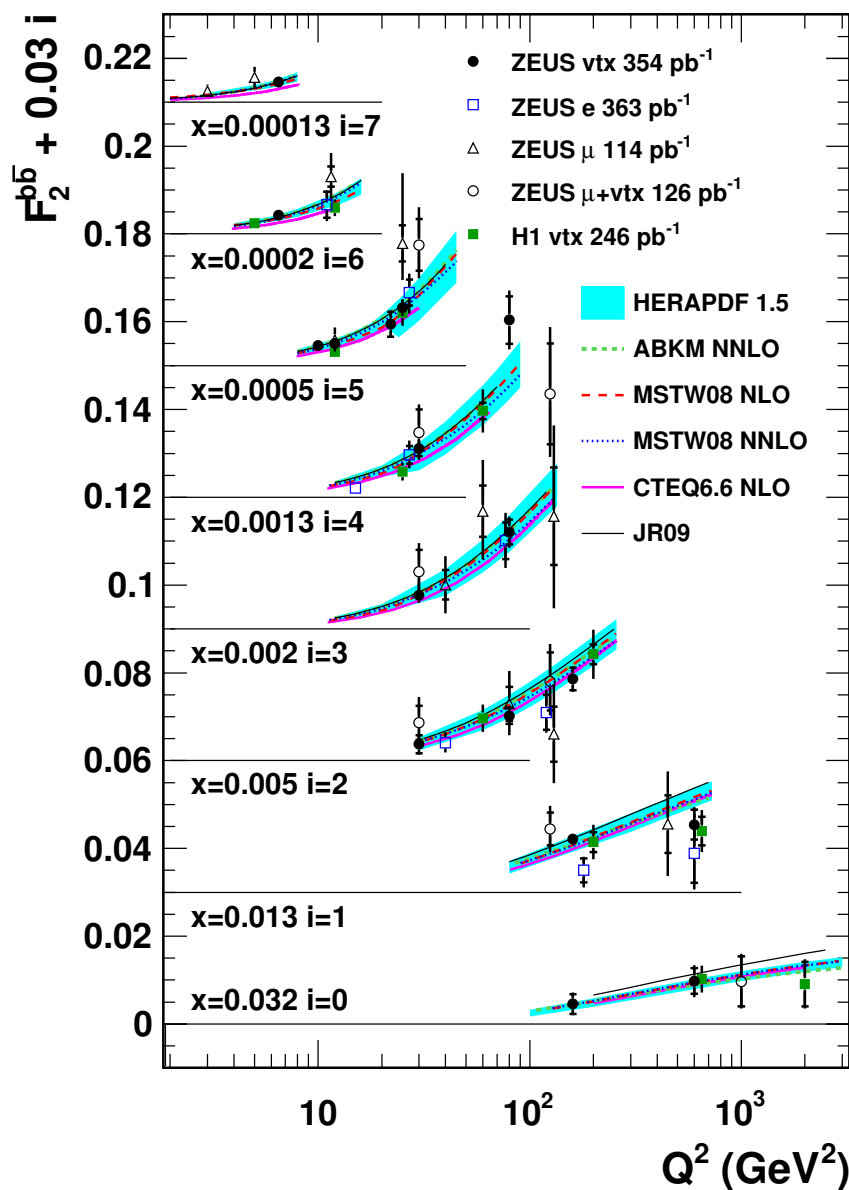 F₂^{bb̄} + 0.03 i
0.22
0.2
0.18
0.16
0.14
0.12
0.1
0.08
0.06
0.04
0.02
0
ZEUS vtx 354 pb⁻¹
ZEUS e 363 pb⁻¹
ZEUS μ 114 pb⁻¹
ZEUS μ+vtx 126 pb⁻¹
H1 vtx 246 pb⁻¹
HERAPDF 1.5
ABKM NNLO
MSTW08 NLO
MSTW08 NNLO
CTEQ6.6 NLO
JR09
x=0.00013 i=7
x=0.0002 i=6
x=0.0005 i=5
x=0.0013 i=4
x=0.002 i=3
x=0.005 i=2
x=0.013 i=1
x=0.032 i=0
10
10²
10³
Q² (GeV²)